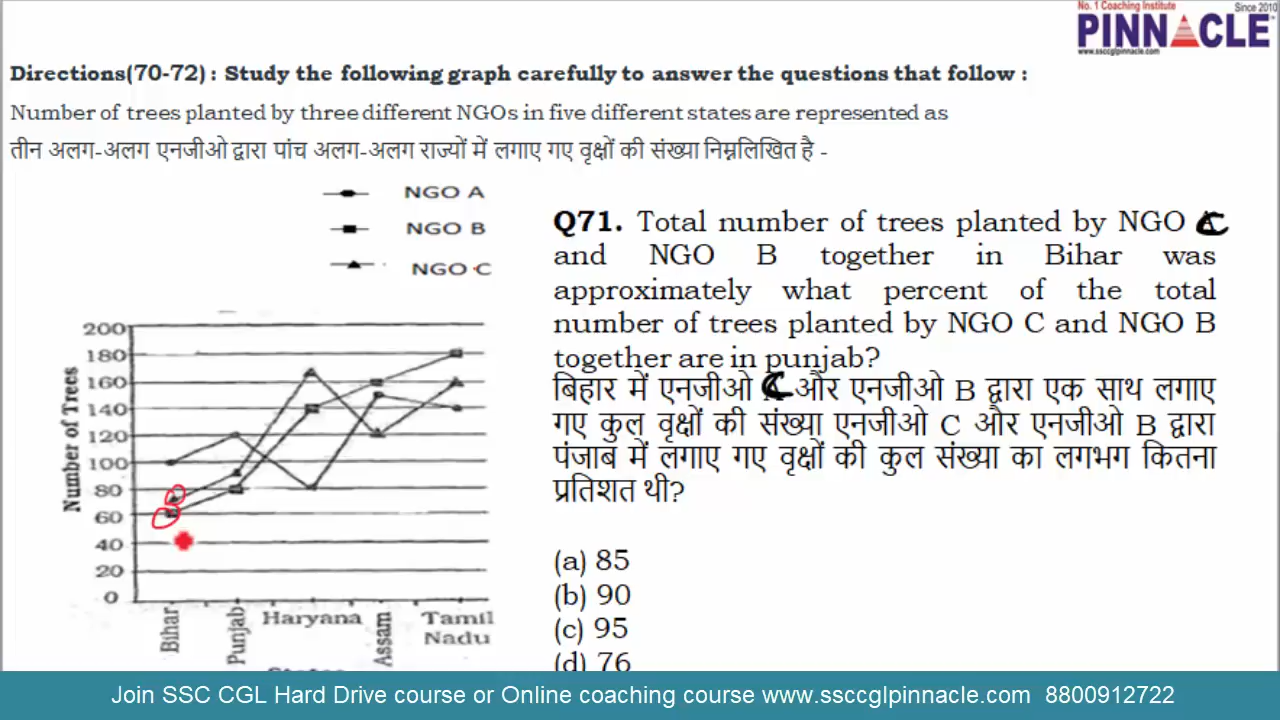 No. 1 Coaching Institute
Since 2010
PINNACLE
www.ssccglpinnacle.com
Directions(70-72) : Study the following graph carefully to answer the questions that follow :
Number of trees planted by three different NGOs in five different states are represented as
तीन अलग-अलग एनजीओ द्वारा पांच अलग-अलग राज्यों में लगाए गए वृक्षों की संख्या निम्नलिखित है -
NGO A
NGO B
NGO C
Q71. Total number of trees planted by NGO C
and NGO B together in Bihar was
approximately what percent of the total
number of trees planted by NGO C and NGO B
together are in punjab?
बिहार में एनजीओ C और एनजीओ B द्वारा एक साथ लगाए
गए कुल वृक्षों की संख्या एनजीओ C और एनजीओ B द्वारा
पंजाब में लगाए गए वृक्षों की कुल संख्या का लगभग कितना
प्रतिशत थी?
(a) 85
(b) 90
(c) 95
(d) 76
Number of Trees
200
180
160
140
120
100
80
60
40
20
0
Bihar
Punjab
Haryana
Assam
Tamil
Nadu
Join SSC CGL Hard Drive course or Online coaching course www.ssccglpinnacle.com 8800912722